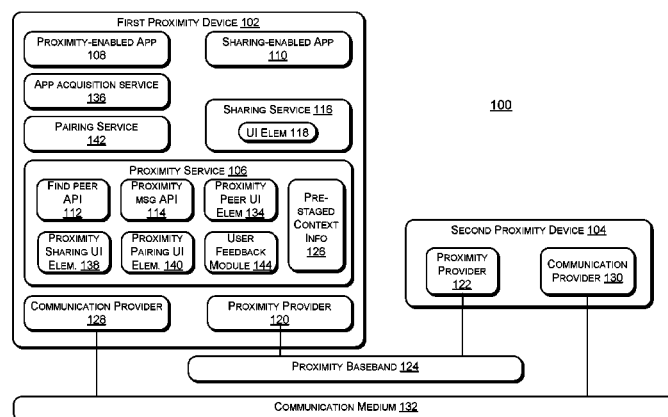 FIRST PROXIMITY DEVICE 102
PROXIMITY-ENABLED APP
108
SHARING-ENABLED APP
110
APP ACQUISITION SERVICE
136
PAIRING SERVICE
142
SHARING SERVICE 116
UI ELEM 118
100
PROXIMITY SERVICE 106
FIND PEER
API
112
PROXIMITY
MSG API
114
PROXIMITY
PEER UI
ELEM 134
PRE-
STAGED
CONTEXT
INFO
126
PROXIMITY
SHARING UI
ELEM. 138
PROXIMITY
PAIRING UI
ELEM. 140
USER
FEEDBACK
MODULE 144
COMMUNICATION PROVIDER
128
PROXIMITY PROVIDER
120
SECOND PROXIMITY DEVICE 104
PROXIMITY
PROVIDER
122
COMMUNICATION
PROVIDER 130
PROXIMITY BASEBAND 124
COMMUNICATION MEDIUM 132